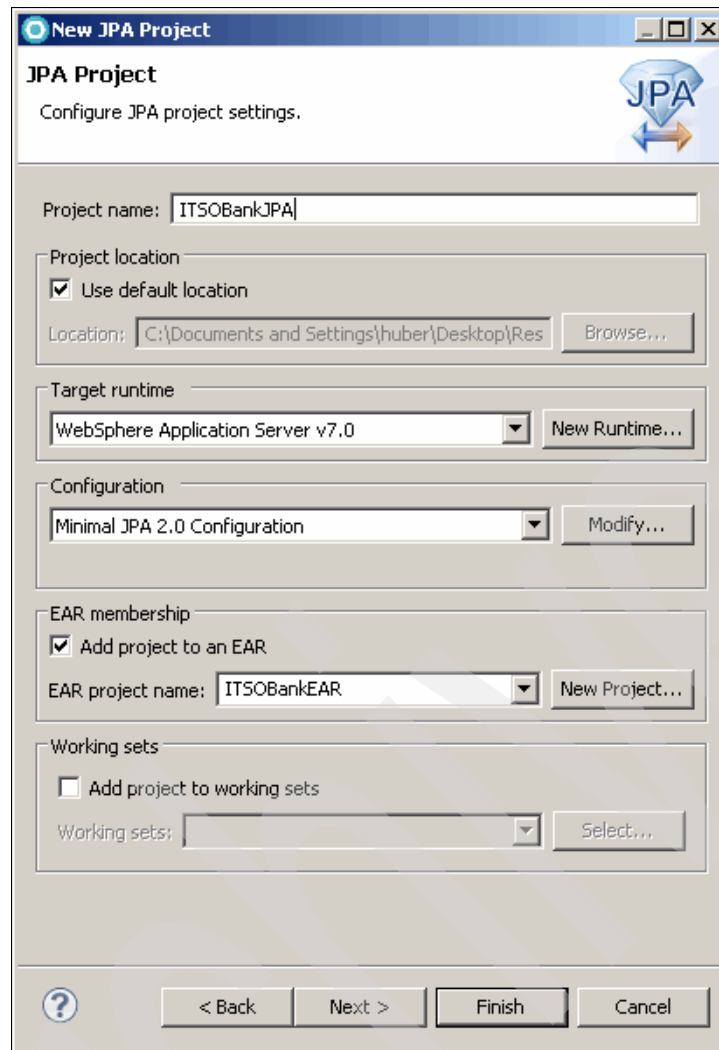 New JPA Project
JPA Project
Configure JPA project settings.
JPA
Project name: ITSOBankJPA
Project location
Use default location
Location: C:\Documents and Settings\huber\Desktop\Res Browse...
Target runtime
WebSphere Application Server v7.0 New Runtime...
Configuration
Minimal JPA 2.0 Configuration Modify...
EAR membership
Add project to an EAR
EAR project name: ITSOBankEAR New Project...
Working sets
Add project to working sets
Working sets: Select...
? < Back Next > Finish Cancel